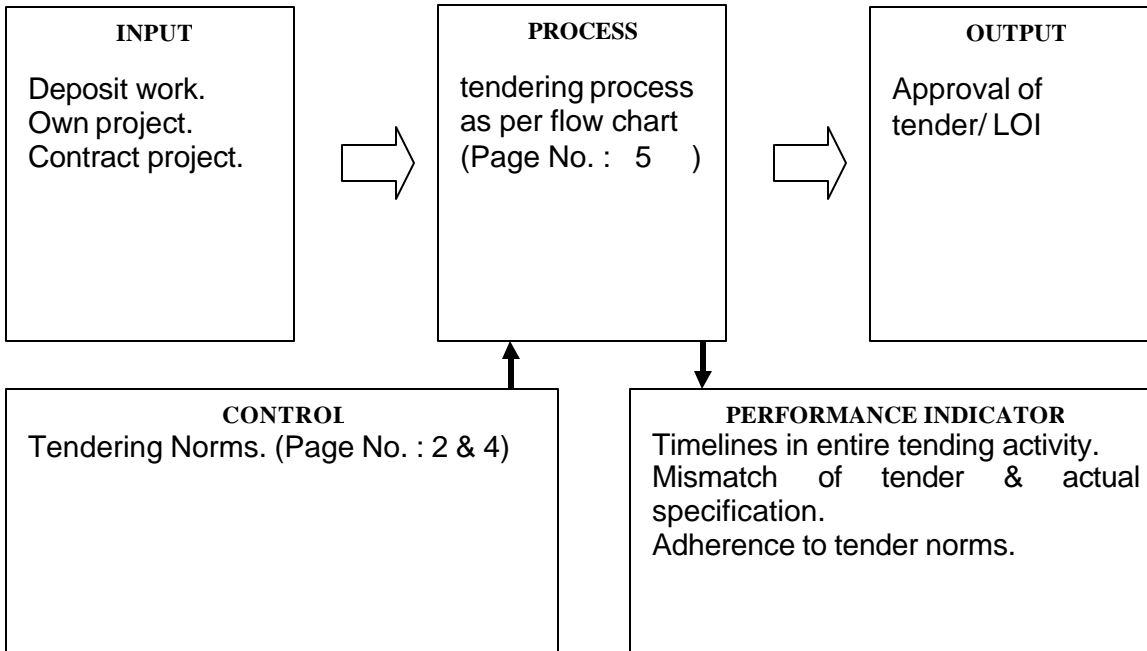 INPUT
Deposit work.
Own project.
Contract project.
PROCESS
tendering process
as per flow chart
(Page No. : 5 )
OUTPUT
Approval of
tender/ LOI
CONTROL
Tendering Norms. (Page No. : 2 & 4)
PERFORMANCE INDICATOR
Timelines in entire tending activity.
Mismatch of tender & actual
specification.
Adherence to tender norms.